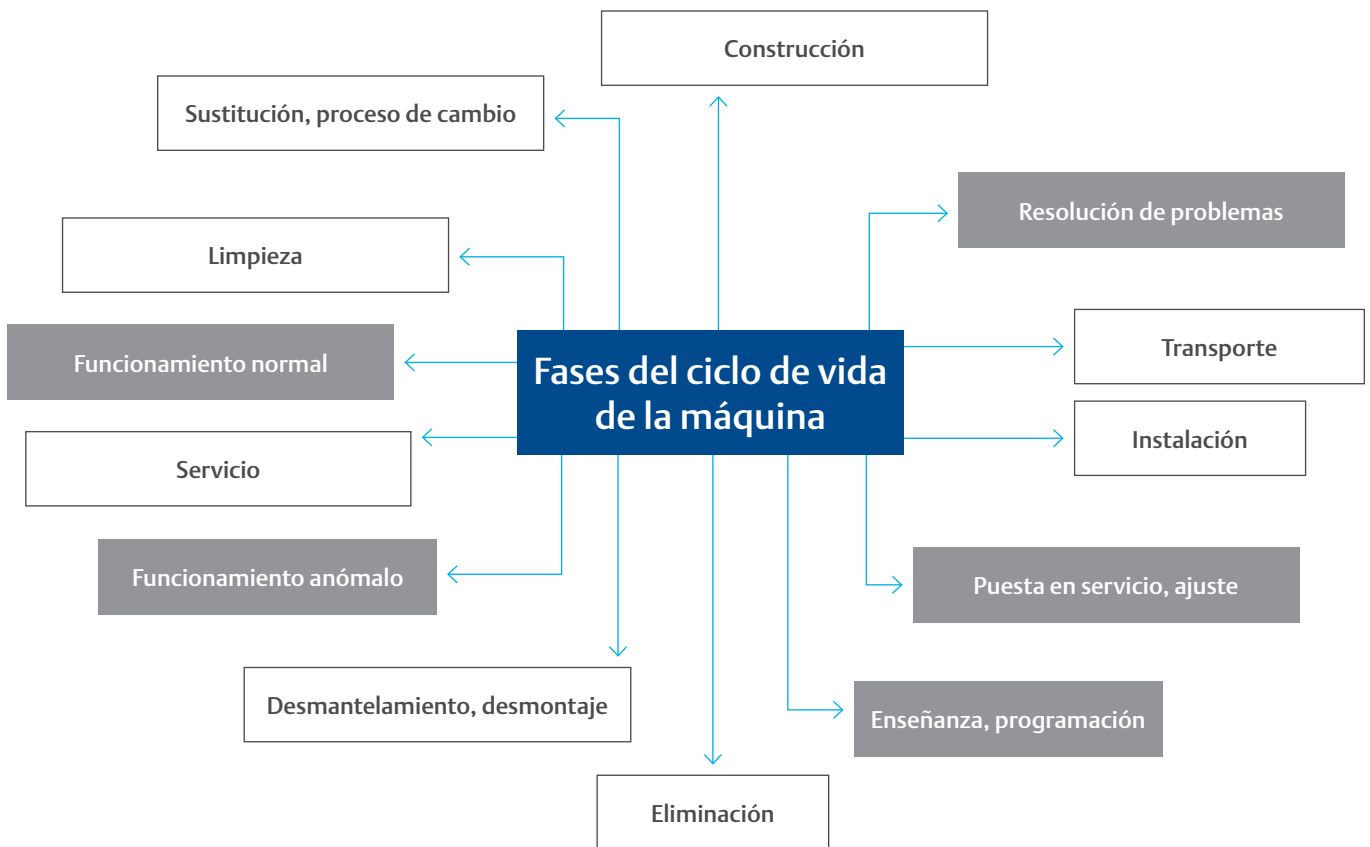 Construcción
Sustitución, proceso de cambio
Resolución de problemas
Limpieza
Transporte
Funcionamiento normal
Fases del ciclo de vida
de la máquina
Instalación
Servicio
Funcionamiento anómalo
Puesta en servicio, ajuste
Desmantelamiento, desmontaje
Enseñanza, programación
Eliminación